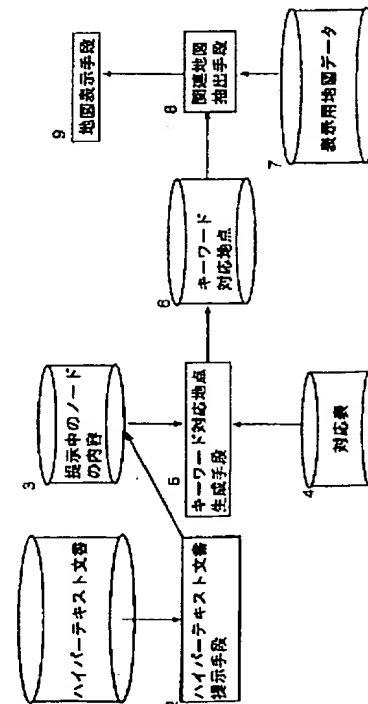 ハイパーテキスト文書
2
ハイパーテキスト文書
提示手段
3
提示中のノード
の内容
5
キーワード対応地点
生成手段
4
対応表
6
キーワード
対応地点
9
地図表示手段
8
関連地図
抽出手段
7
表示用地図データ